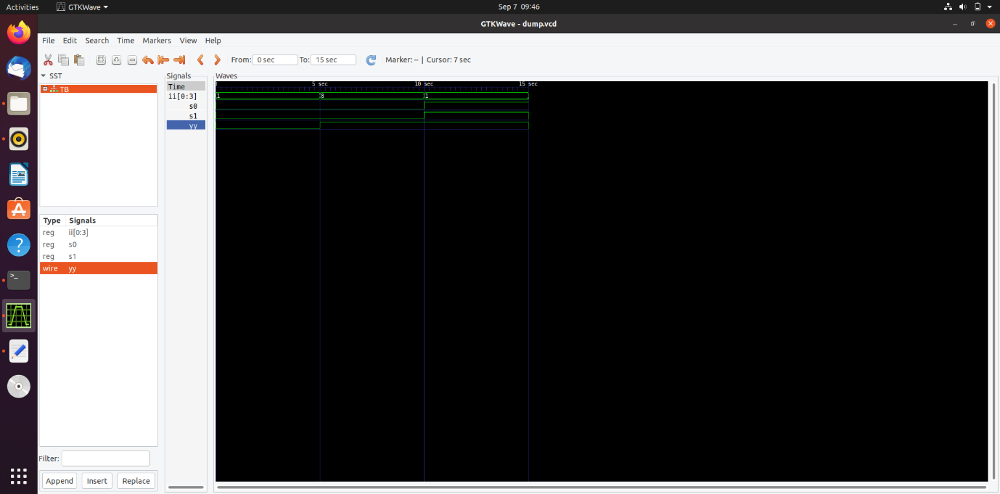 Activities GTKWave Sep 7 09:46
GTKWave - dump.vcd
File Edit Search Time Markers View Help
From: 0 sec To: 15 sec Marker: -- | Cursor: 7 sec
SST
TB
Type Signals
reg ii[0:3]
reg s0
reg s1
wire yy
Filter:
Append Insert Replace
Signals
Time
ii[0:3]
s0
s1
yy
Waves
0 5 sec 10 sec 15 sec
1 8 1